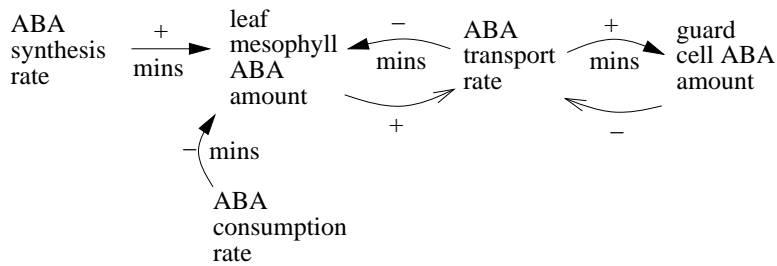 ABA
synthesis
rate
+
mins
leaf
mesophyll
ABA
amount
−
mins
+
ABA
transport
rate
+
mins
−
guard
cell ABA
amount
− mins
ABA
consumption
rate